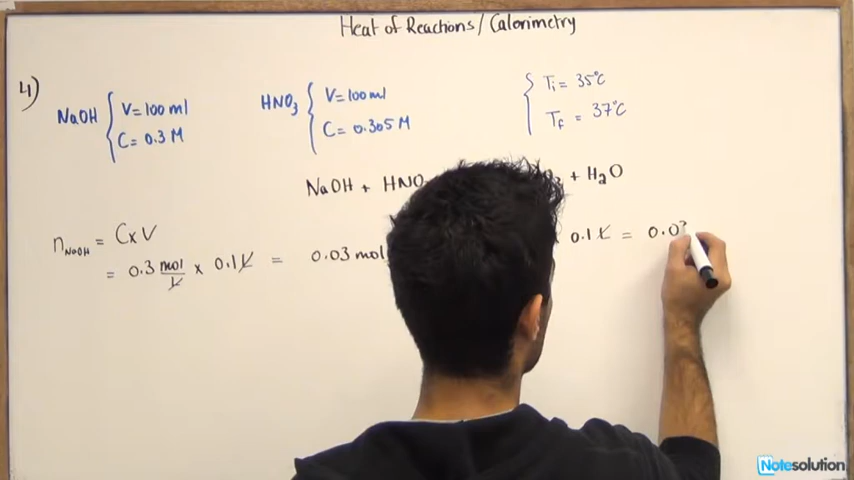 Heat of Reactions/Calorimetry
4)
NaOH { V=100 ml
C= 0.3 M
HNO₃ { V=100 ml
C= 0.305 M
{ Ti = 35°C
Tf = 37°C
NaOH + HNO + H₂O
nNaOH = C x V
= 0.3 mol/L x 0.1 L = 0.03 mol
0.1 L = 0.03
Notesolution